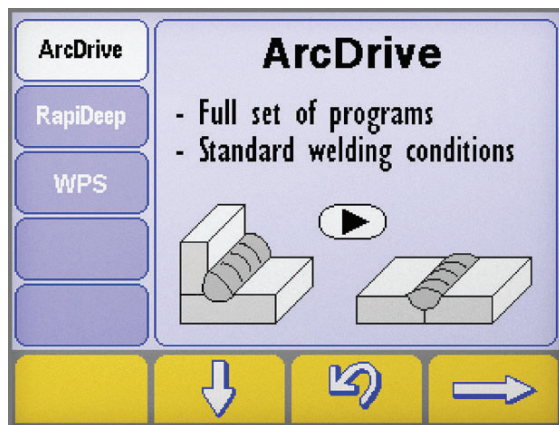 ArcDrive
RapiDeep
WPS
ArcDrive
- Full set of programs
- Standard welding conditions